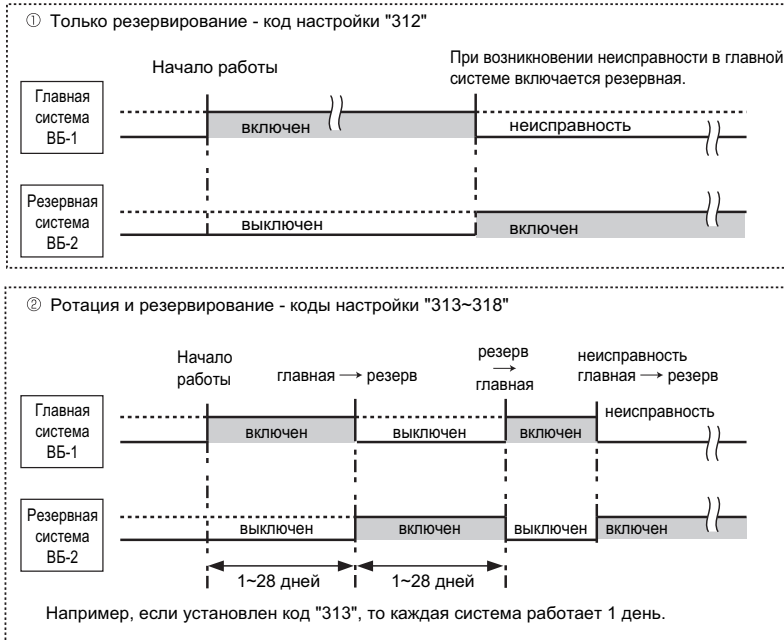 ① Только резервирование - код настройки "312"
Начало работы
При возникновении неисправности в главной
системе включается резервная.
Главная
система
ВБ-1
включен
неисправность
Резервная
система
ВБ-2
выключен
включен
② Ротация и резервирование - коды настройки "313~318"
Начало
работы
главная → резерв
резерв
→
главная
неисправность
главная → резерв
Главная
система
ВБ-1
включен
выключен
включен
неисправность
Резервная
система
ВБ-2
выключен
включен
выключен
включен
1~28 дней
1~28 дней
Например, если установлен код "313", то каждая система работает 1 день.